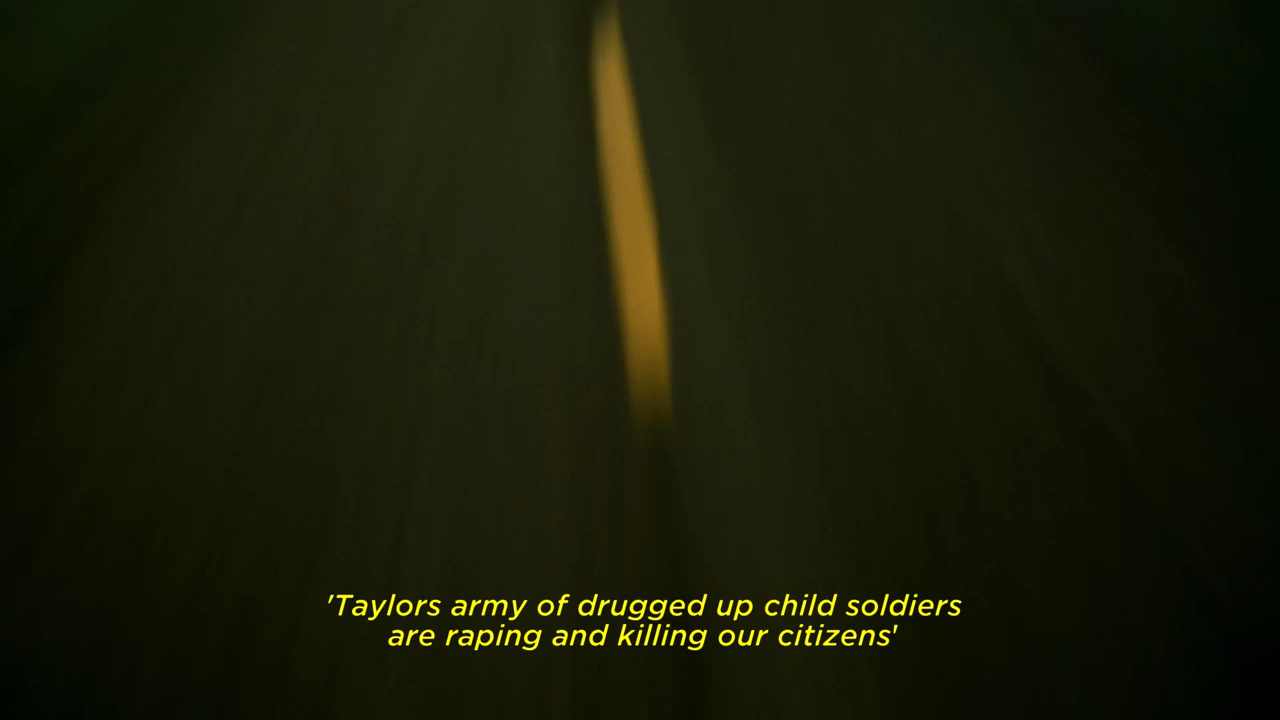 'Taylors army of drugged up child soldiers
are raping and killing our citizens'